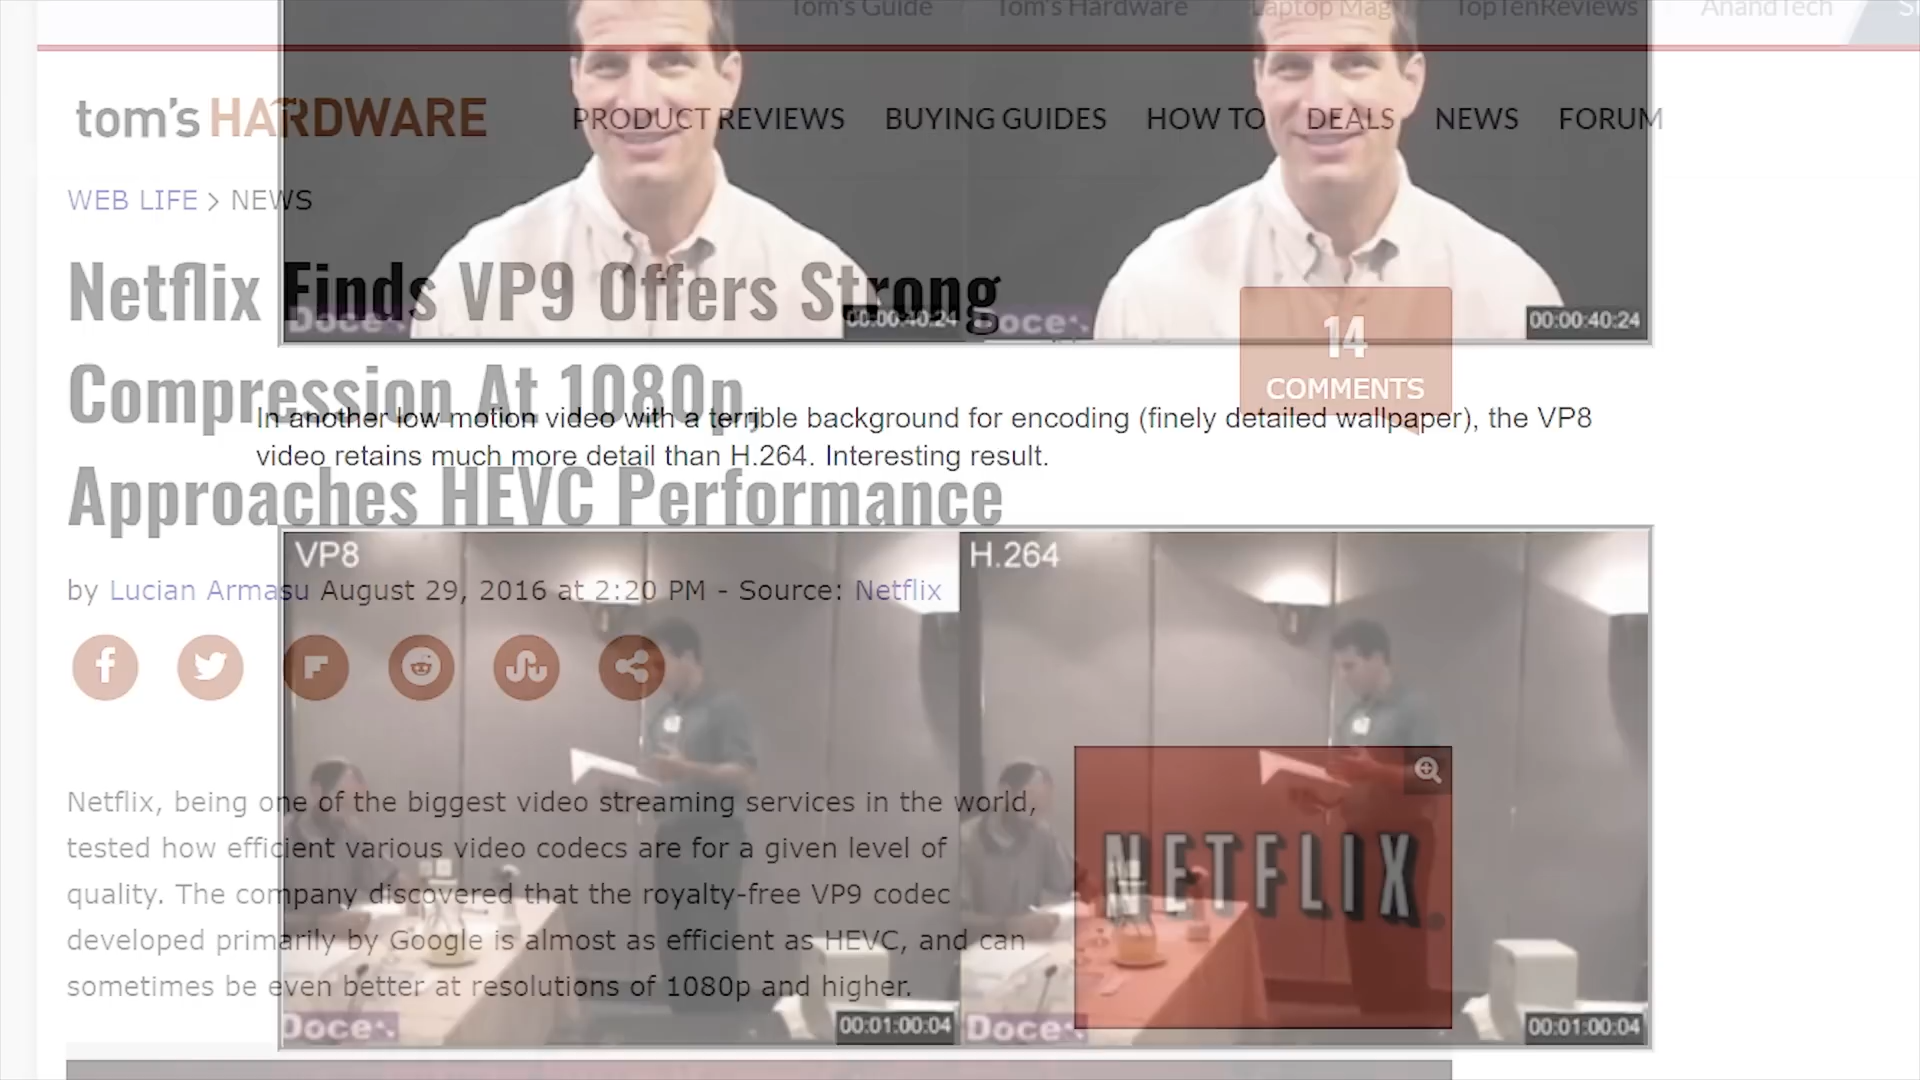 Tom's Guide Tom's Hardware Laptop Mag TopTenReviews AnandTech
tom's HARDWARE PRODUCT REVIEWS BUYING GUIDES HOW TO DEALS NEWS FORUM
WEB LIFE > NEWS
Netflix Finds VP9 Offers Strong
Compression At 1080p,
Approaches HEVC Performance
Doce
00:00:40:24
Doce
00:00:40:24
14
COMMENTS
In another low motion video with a terrible background for encoding (finely detailed wallpaper), the VP8
video retains much more detail than H.264. Interesting result.
VP8
H.264
by Lucian Armasu August 29, 2016 at 2:20 PM - Source: Netflix
Netflix, being one of the biggest video streaming services in the world,
tested how efficient various video codecs are for a given level of
quality. The company discovered that the royalty-free VP9 codec
developed primarily by Google is almost as efficient as HEVC, and can
sometimes be even better at resolutions of 1080p and higher.
NETFLIX
Doce
00:01:00:04
Doce
00:01:00:04